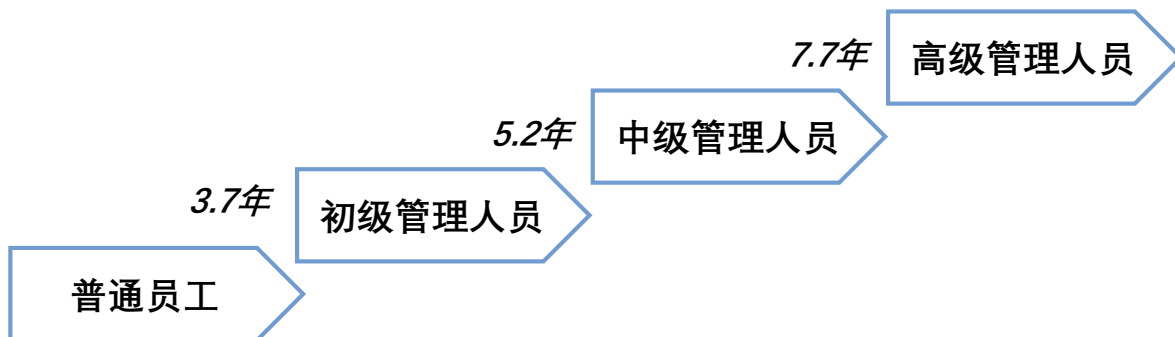 7.7年
高级管理人员
5.2年
中级管理人员
3.7年
初级管理人员
普通员工